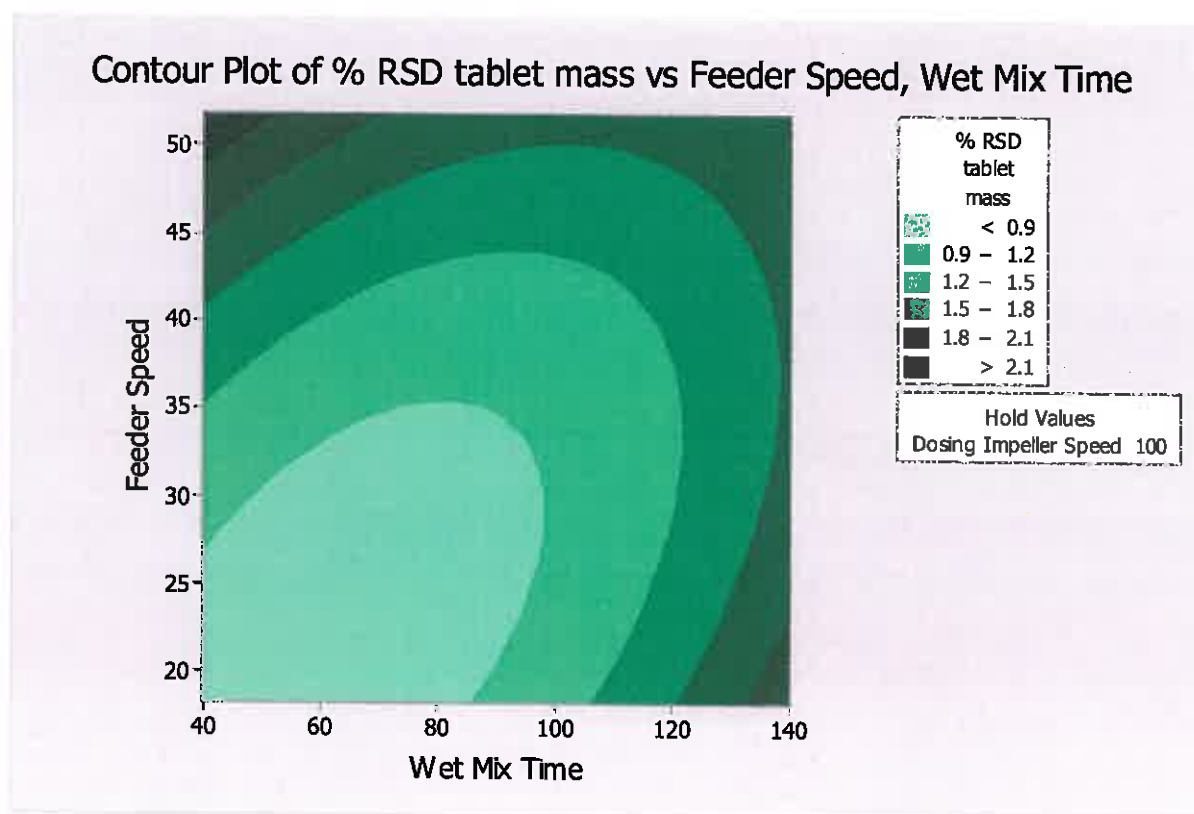 Contour Plot of % RSD tablet mass vs Feeder Speed, Wet Mix Time
50
45
40
35
30
25
20
Feeder Speed
40 60 80 100 120 140
Wet Mix Time
% RSD
tablet
mass
< 0.9
0.9 – 1.2
1.2 – 1.5
1.5 – 1.8
1.8 – 2.1
> 2.1
Hold Values
Dosing Impeller Speed 100